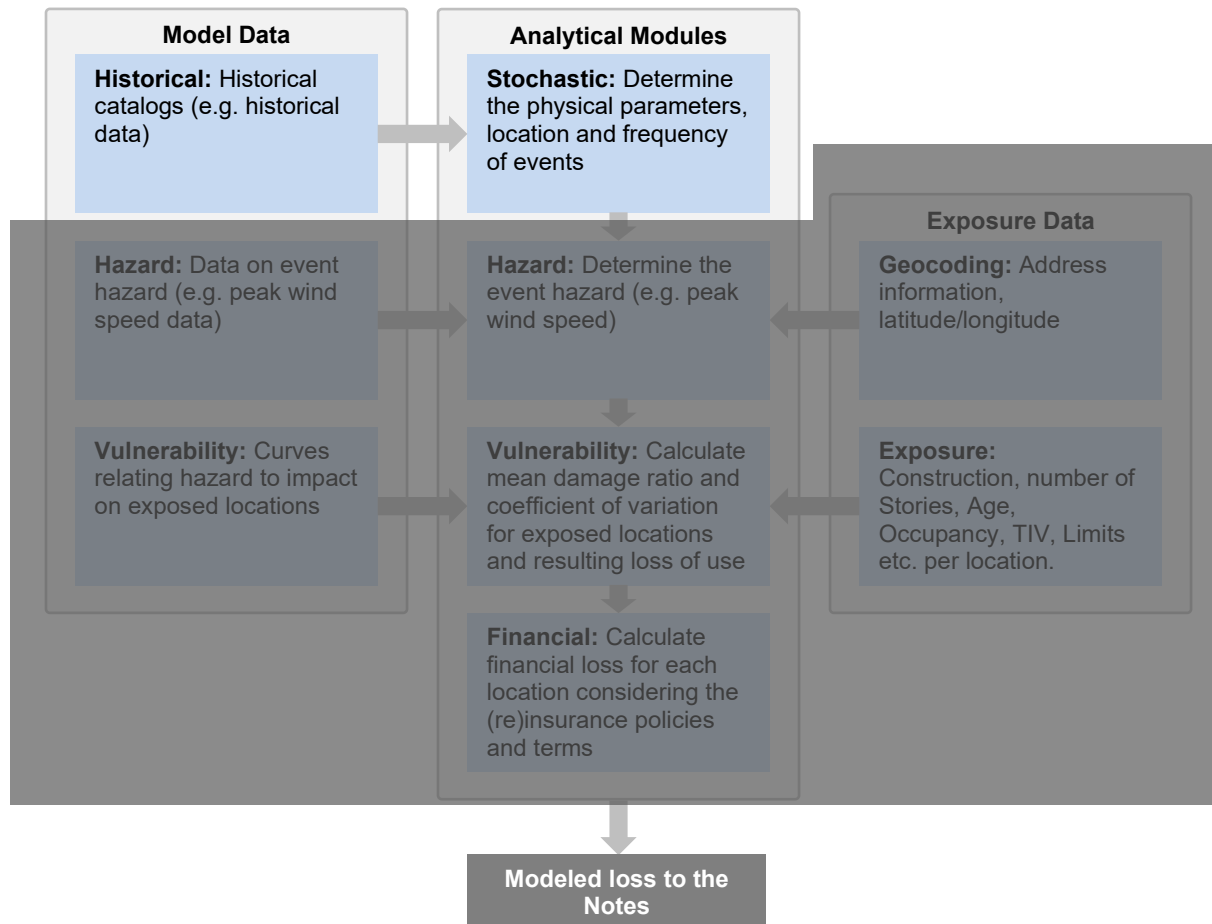 Model Data
Historical: Historical
catalogs (e.g. historical
data)
Hazard: Data on event
hazard (e.g. peak wind
speed data)
Vulnerability: Curves
relating hazard to impact
on exposed locations
Analytical Modules
Stochastic: Determine
the physical parameters,
location and frequency
of events
Hazard: Determine the
event hazard (e.g. peak
wind speed)
Vulnerability: Calculate
mean damage ratio and
coefficient of variation
for exposed locations
and resulting loss of use
Financial: Calculate
financial loss for each
location considering the
(re)insurance policies
and terms
Exposure Data
Geocoding: Address
information,
latitude/longitude
Exposure:
Construction, number of
Stories, Age,
Occupancy, TIV, Limits
etc. per location.
Modeled loss to the
Notes